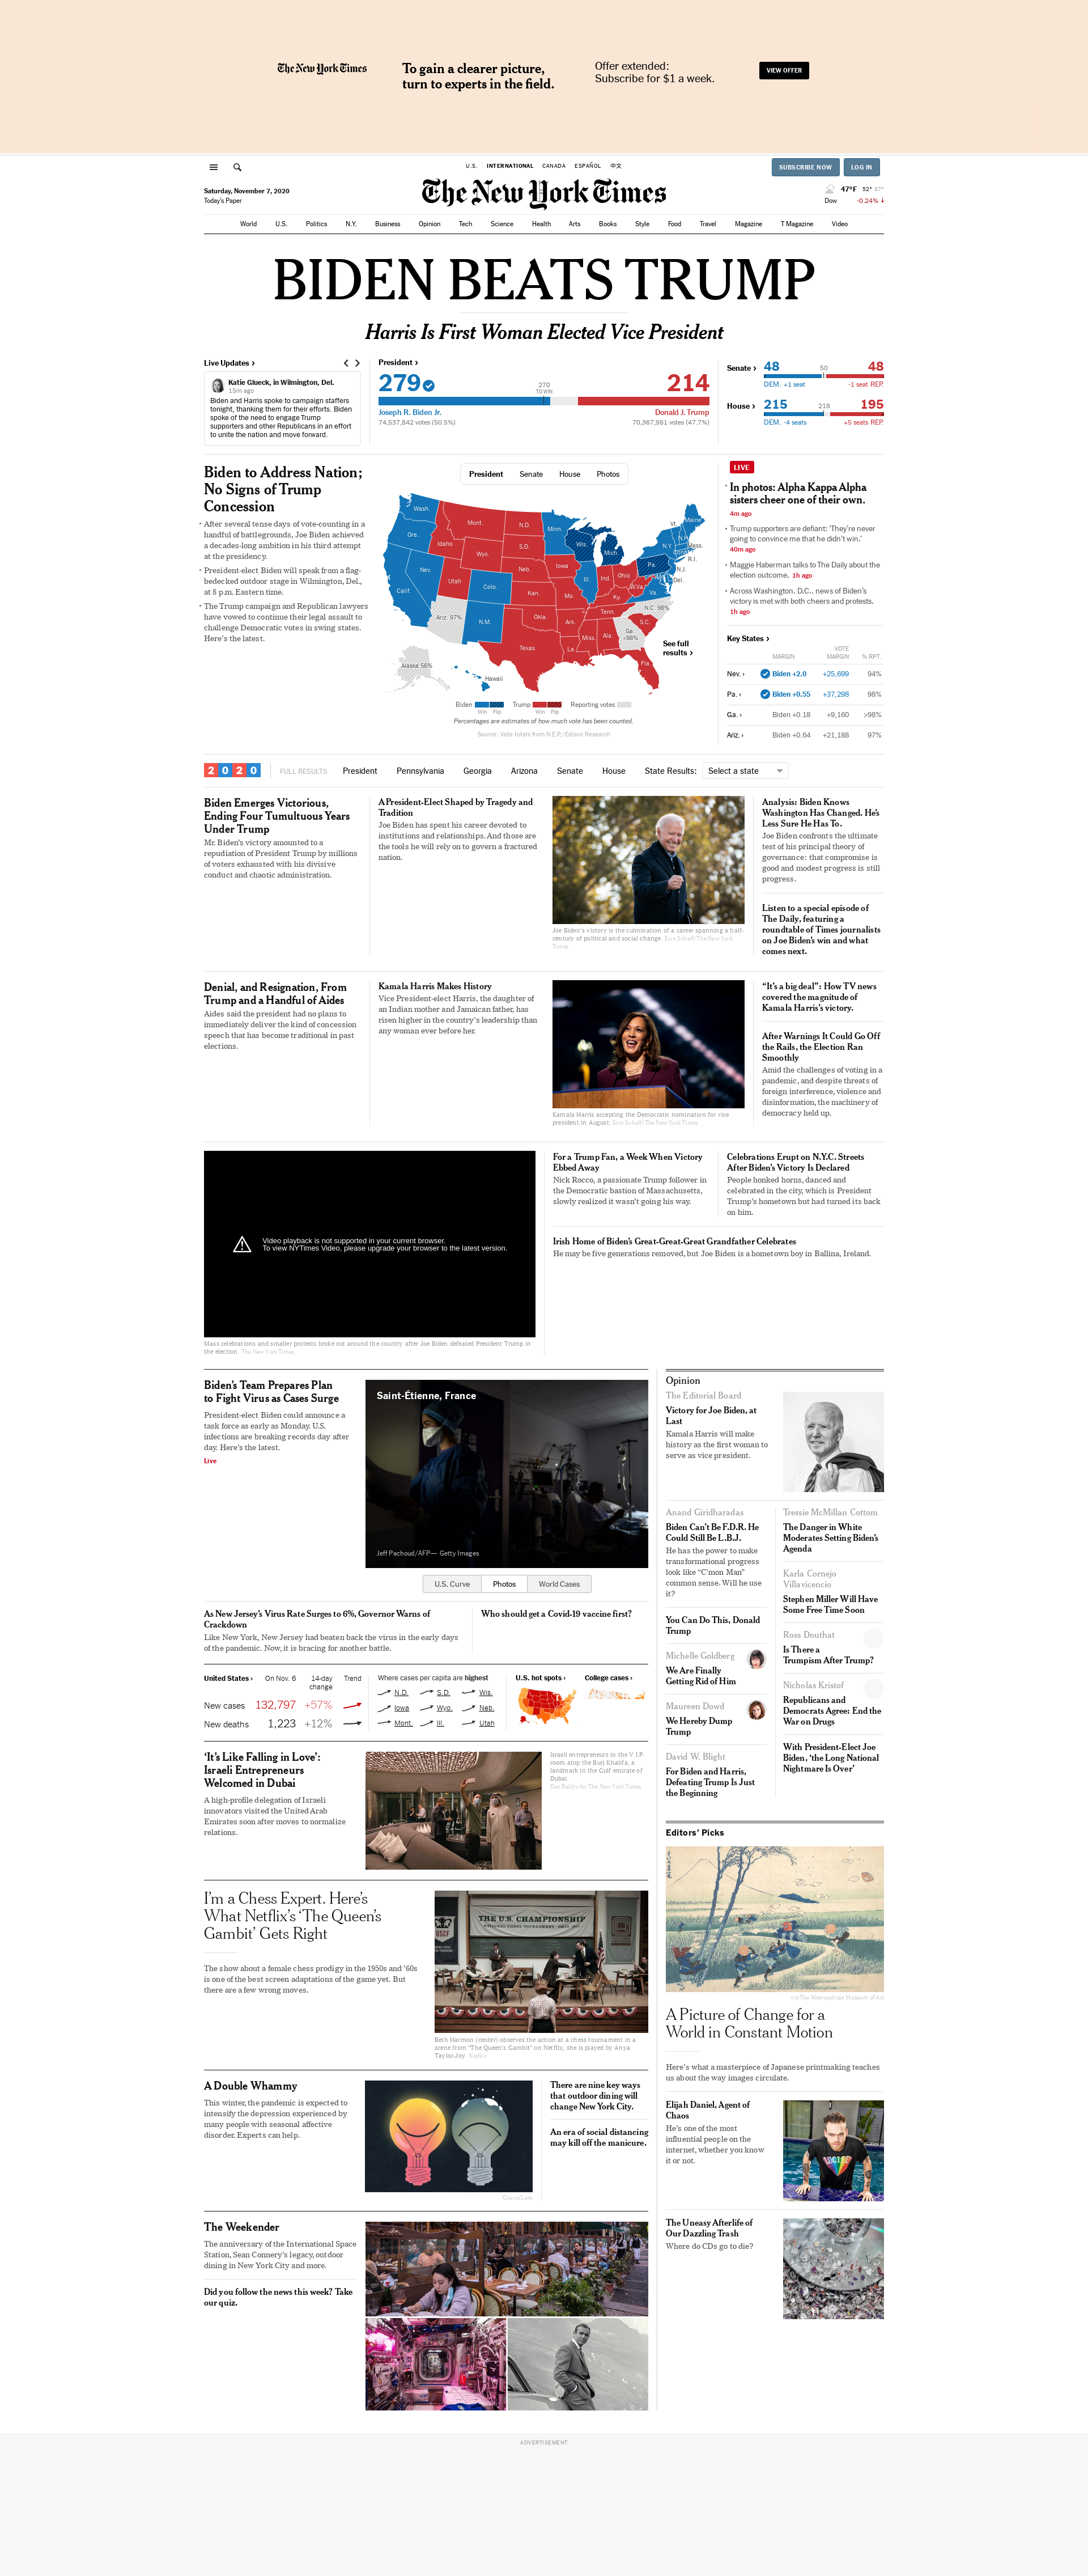 The New York Times
To gain a clearer picture,
turn to experts in the field.
Offer extended:
Subscribe for $1 a week.
VIEW OFFER
U.S. INTERNATIONAL CANADA ESPAÑOL 中文
SUBSCRIBE NOW LOG IN
Saturday, November 7, 2020
Today's Paper
The New York Times
47°F 52° 37°
Dow -0.24%
World U.S. Politics N.Y. Business Opinion Tech Science Health Arts Books Style Food Travel Magazine T Magazine Video
BIDEN BEATS TRUMP
Harris Is First Woman Elected Vice President
Live Updates ›
Katie Glueck, in Wilmington, Del.
15m ago
Biden and Harris spoke to campaign staffers
tonight, thanking them for their efforts. Biden
spoke of the need to engage Trump
supporters and other Republicans in an effort
to unite the nation and move forward.
President ›
279
270
TO WIN
214
Joseph R. Biden Jr.
Donald J. Trump
74,537,842 votes (50.5%)
70,367,981 votes (47.7%)
Senate ›
48 50 48
DEM. +1 seat
-1 seat REP.
House ›
215 218 195
DEM. -4 seats
+5 seats REP.
Biden to Address Nation;
No Signs of Trump
Concession
• After several tense days of vote-counting in a
handful of battlegrounds, Joe Biden achieved
a decades-long ambition in his third attempt
at the presidency.
• President-elect Biden will speak from a flag-
bedecked outdoor stage in Wilmington, Del.,
at 8 p.m. Eastern time.
• The Trump campaign and Republican lawyers
have vowed to continue their legal assault to
challenge Democratic votes in swing states.
Here's the latest.
President Senate House Photos
Wash.
Ore.
Calif.
Nev.
Idaho
Mont.
Wyo.
Utah
Colo.
Ariz. 97%
N.M.
N.D.
S.D.
Neb.
Kan.
Okla.
Texas
Minn.
Iowa
Mo.
Ark.
La.
Wis.
Ill.
Mich.
Ind.
Ohio
Ky.
Tenn.
Miss.
Ala.
Ga.
>98%
Fla.
S.C.
N.C. 98%
Va.
W.Va.
Pa.
N.Y.
Vt.
N.H.
Maine
Mass.
Conn.
R.I.
N.J.
Del.
Alaska 56%
Hawaii
See full
results ›
Biden Trump Reporting votes
Win Flip Win Flip
Percentages are estimates of how much vote has been counted.
Source: Vote totals from N.E.P./Edison Research
LIVE
• In photos: Alpha Kappa Alpha
sisters cheer one of their own.
4m ago
• Trump supporters are defiant: 'They're never
going to convince me that he didn't win.'
40m ago
• Maggie Haberman talks to The Daily about the
election outcome. 1h ago
• Across Washington, D.C., news of Biden's
victory is met with both cheers and protests.
1h ago
Key States ›
MARGIN VOTE MARGIN % RPT.
Nev. › Biden +2.0 +25,699 94%
Pa. › Biden +0.55 +37,298 98%
Ga. › Biden +0.18 +9,160 >98%
Ariz. › Biden +0.64 +21,188 97%
2020 FULL RESULTS President Pennsylvania Georgia Arizona Senate House State Results: Select a state
Biden Emerges Victorious,
Ending Four Tumultuous Years
Under Trump
Mr. Biden's victory amounted to a
repudiation of President Trump by millions
of voters exhausted with his divisive
conduct and chaotic administration.
A President-Elect Shaped by Tragedy and
Tradition
Joe Biden has spent his career devoted to
institutions and relationships. And those are
the tools he will rely on to govern a fractured
nation.
Joe Biden's victory is the culmination of a career spanning a half-
century of political and social change. Erin Schaff/The New York
Times
Analysis: Biden Knows
Washington Has Changed. He's
Less Sure He Has To.
Joe Biden confronts the ultimate
test of his principal theory of
governance: that compromise is
good and modest progress is still
progress.
Listen to a special episode of
The Daily, featuring a
roundtable of Times journalists
on Joe Biden's win and what
comes next.
Denial, and Resignation, From
Trump and a Handful of Aides
Aides said the president had no plans to
immediately deliver the kind of concession
speech that has become traditional in past
elections.
Kamala Harris Makes History
Vice President-elect Harris, the daughter of
an Indian mother and Jamaican father, has
risen higher in the country's leadership than
any woman ever before her.
Kamala Harris accepting the Democratic nomination for vice
president in August. Erin Schaff/The New York Times
"It's a big deal": How TV news
covered the magnitude of
Kamala Harris's victory.
After Warnings It Could Go Off
the Rails, the Election Ran
Smoothly
Amid the challenges of voting in a
pandemic, and despite threats of
foreign interference, violence and
disinformation, the machinery of
democracy held up.
Video playback is not supported in your current browser.
To view NYTimes Video, please upgrade your browser to the latest version.
Mass celebrations and smaller protests broke out around the country after Joe Biden defeated President Trump in
the election. The New York Times
For a Trump Fan, a Week When Victory
Ebbed Away
Nick Rocco, a passionate Trump follower in
the Democratic bastion of Massachusetts,
slowly realized it wasn't going his way.
Celebrations Erupt on N.Y.C. Streets
After Biden's Victory Is Declared
People honked horns, danced and
celebrated in the city, which is President
Trump's hometown but had turned its back
on him.
Irish Home of Biden's Great-Great-Great Grandfather Celebrates
He may be five generations removed, but Joe Biden is a hometown boy in Ballina, Ireland.
Biden's Team Prepares Plan
to Fight Virus as Cases Surge
President-elect Biden could announce a
task force as early as Monday. U.S.
infections are breaking records day after
day. Here's the latest.
Live
Saint-Étienne, France
Jeff Pachoud/AFP— Getty Images
U.S. Curve Photos World Cases
As New Jersey's Virus Rate Surges to 6%, Governor Warns of
Crackdown
Like New York, New Jersey had beaten back the virus in the early days
of the pandemic. Now, it is bracing for another battle.
Who should get a Covid-19 vaccine first?
United States › On Nov. 6 14-day change Trend
New cases 132,797 +57%
New deaths 1,223 +12%
Where cases per capita are highest
N.D. S.D. Wis.
Iowa Wyo. Neb.
Mont. Ill. Utah
U.S. hot spots ›
College cases ›
'It's Like Falling in Love':
Israeli Entrepreneurs
Welcomed in Dubai
A high-profile delegation of Israeli
innovators visited the United Arab
Emirates soon after moves to normalize
relations.
Israeli entrepreneurs in the V.I.P.
room atop the Burj Khalifa, a
landmark in the Gulf emirate of
Dubai.
Dan Balilty for The New York Times
I'm a Chess Expert. Here's
What Netflix's 'The Queen's
Gambit' Gets Right
The show about a female chess prodigy in the 1950s and '60s
is one of the best screen adaptations of the game yet. But
there are a few wrong moves.
THE U.S. CHAMPIONSHIP
USCF
Beth Harmon (center) observes the action at a chess tournament in a
scene from "The Queen's Gambit" on Netflix; she is played by Anya
Taylor-Joy. Netflix
A Double Whammy
This winter, the pandemic is expected to
intensify the depression experienced by
many people with seasonal affective
disorder. Experts can help.
Gracia Lam
There are nine key ways
that outdoor dining will
change New York City.
An era of social distancing
may kill off the manicure.
The Weekender
The anniversary of the International Space
Station, Sean Connery's legacy, outdoor
dining in New York City and more.
Did you follow the news this week? Take
our quiz.
Opinion
The Editorial Board
Victory for Joe Biden, at
Last
Kamala Harris will make
history as the first woman to
serve as vice president.
Anand Giridharadas
Biden Can't Be F.D.R. He
Could Still Be L.B.J.
He has the power to make
transformational progress
look like "C'mon Man"
common sense. Will he use
it?
You Can Do This, Donald
Trump
Michelle Goldberg
We Are Finally
Getting Rid of Him
Maureen Dowd
We Hereby Dump
Trump
David W. Blight
For Biden and Harris,
Defeating Trump Is Just
the Beginning
Tressie McMillan Cottom
The Danger in White
Moderates Setting Biden's
Agenda
Karla Cornejo
Villavicencio
Stephen Miller Will Have
Some Free Time Soon
Ross Douthat
Is There a
Trumpism After Trump?
Nicholas Kristof
Republicans and
Democrats Agree: End the
War on Drugs
With President-Elect Joe
Biden, 'the Long National
Nightmare Is Over'
Editors' Picks
via The Metropolitan Museum of Art
A Picture of Change for a
World in Constant Motion
Here's what a masterpiece of Japanese printmaking teaches
us about the way images circulate.
Elijah Daniel, Agent of
Chaos
He's one of the most
influential people on the
internet, whether you know
it or not.
The Uneasy Afterlife of
Our Dazzling Trash
Where do CDs go to die?
ADVERTISEMENT